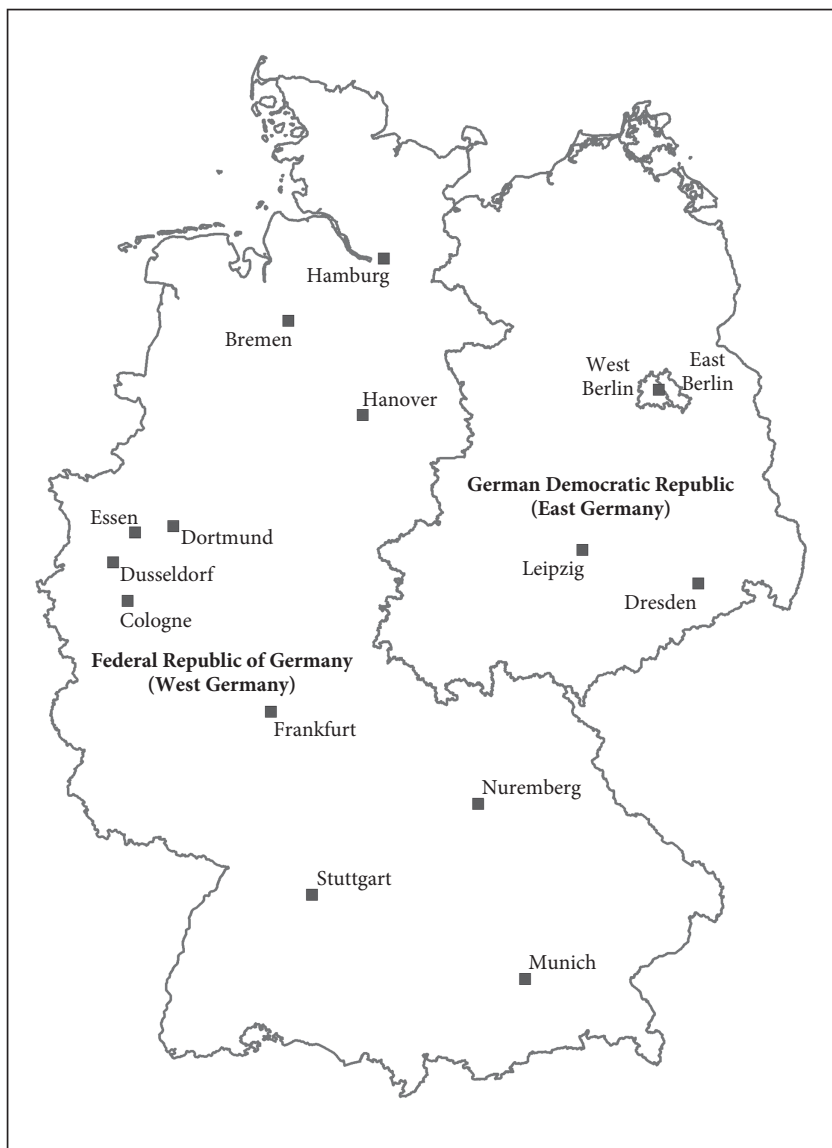 Hamburg
Bremen
West
Berlin
East
Berlin
Hanover
German Democratic Republic
(East Germany)
Essen
Dortmund
Leipzig
Dusseldorf
Dresden
Cologne
Federal Republic of Germany
(West Germany)
Frankfurt
Nuremberg
Stuttgart
Munich